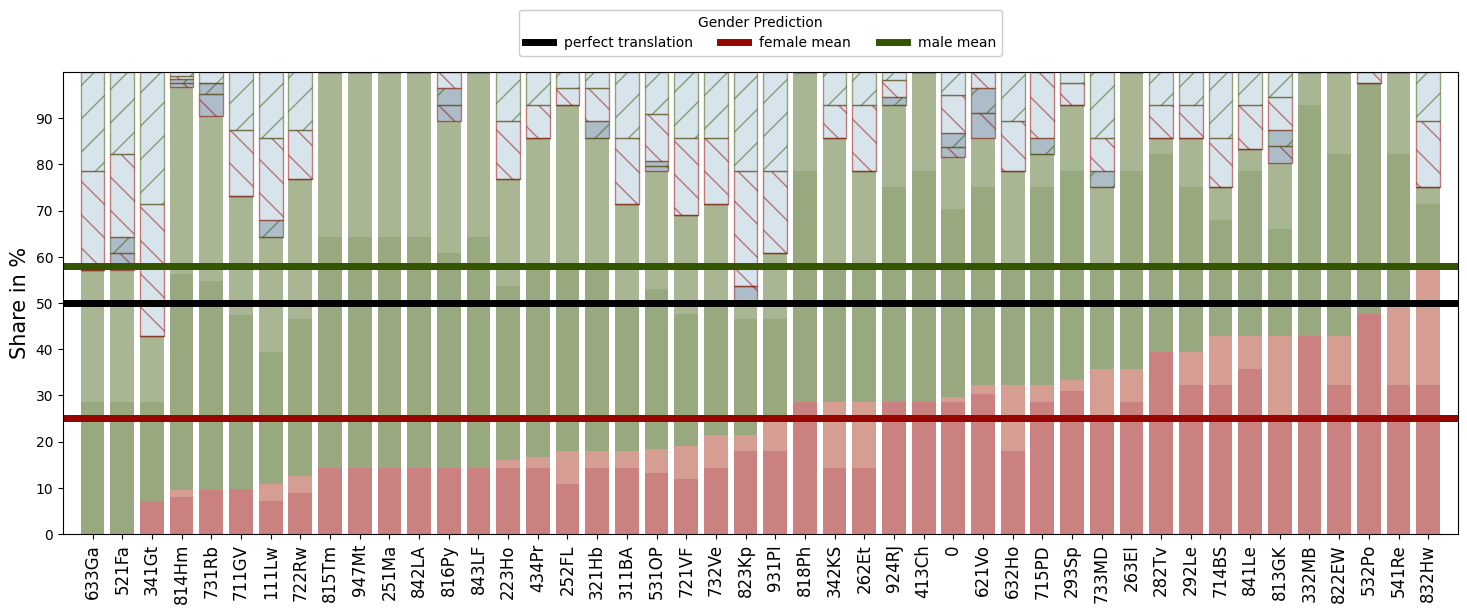 Gender Prediction
perfect translation female mean male mean
Share in %
90
80
70
60
50
40
30
20
10
0
633Ga 521Fa 341Gt 814Hm 731Rb 711GV 111Lw 722Rw 815Tm 947Mt 251Ma 842LA 816Py 843LF 223Ho 434Pr 252FL 321Hb 311BA 531OP 721VF 732Ve 823Kp 931Pl 818Ph 342KS 262Et 924RJ 413Ch 0 621Vo 632Ho 715PD 293Sp 733MD 263El 282Tv 292Le 714BS 841Le 813GK 332MB 822EW 532Po 541Re 832Hw